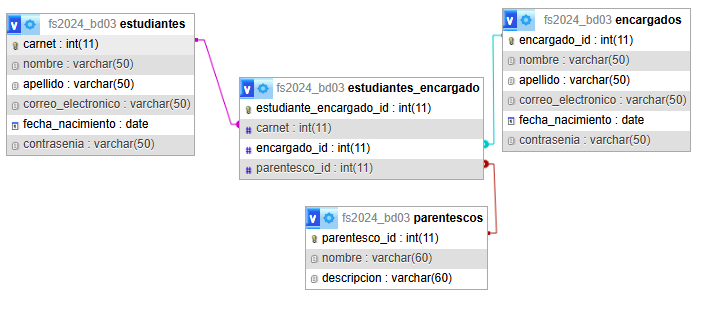 fs2024_bd03 estudiantes
carnet : int(11)
nombre : varchar(50)
apellido : varchar(50)
correo_electronico : varchar(50)
fecha_nacimiento : date
contrasenia : varchar(50)
fs2024_bd03 estudiantes_encargado
estudiante_encargado_id : int(11)
carnet : int(11)
encargado_id : int(11)
parentesco_id : int(11)
fs2024_bd03 encargados
encargado_id : int(11)
nombre : varchar(50)
apellido : varchar(50)
correo_electronico : varchar(50)
fecha_nacimiento : date
contrasenia : varchar(50)
fs2024_bd03 parentescos
parentesco_id : int(11)
nombre : varchar(60)
descripcion : varchar(60)